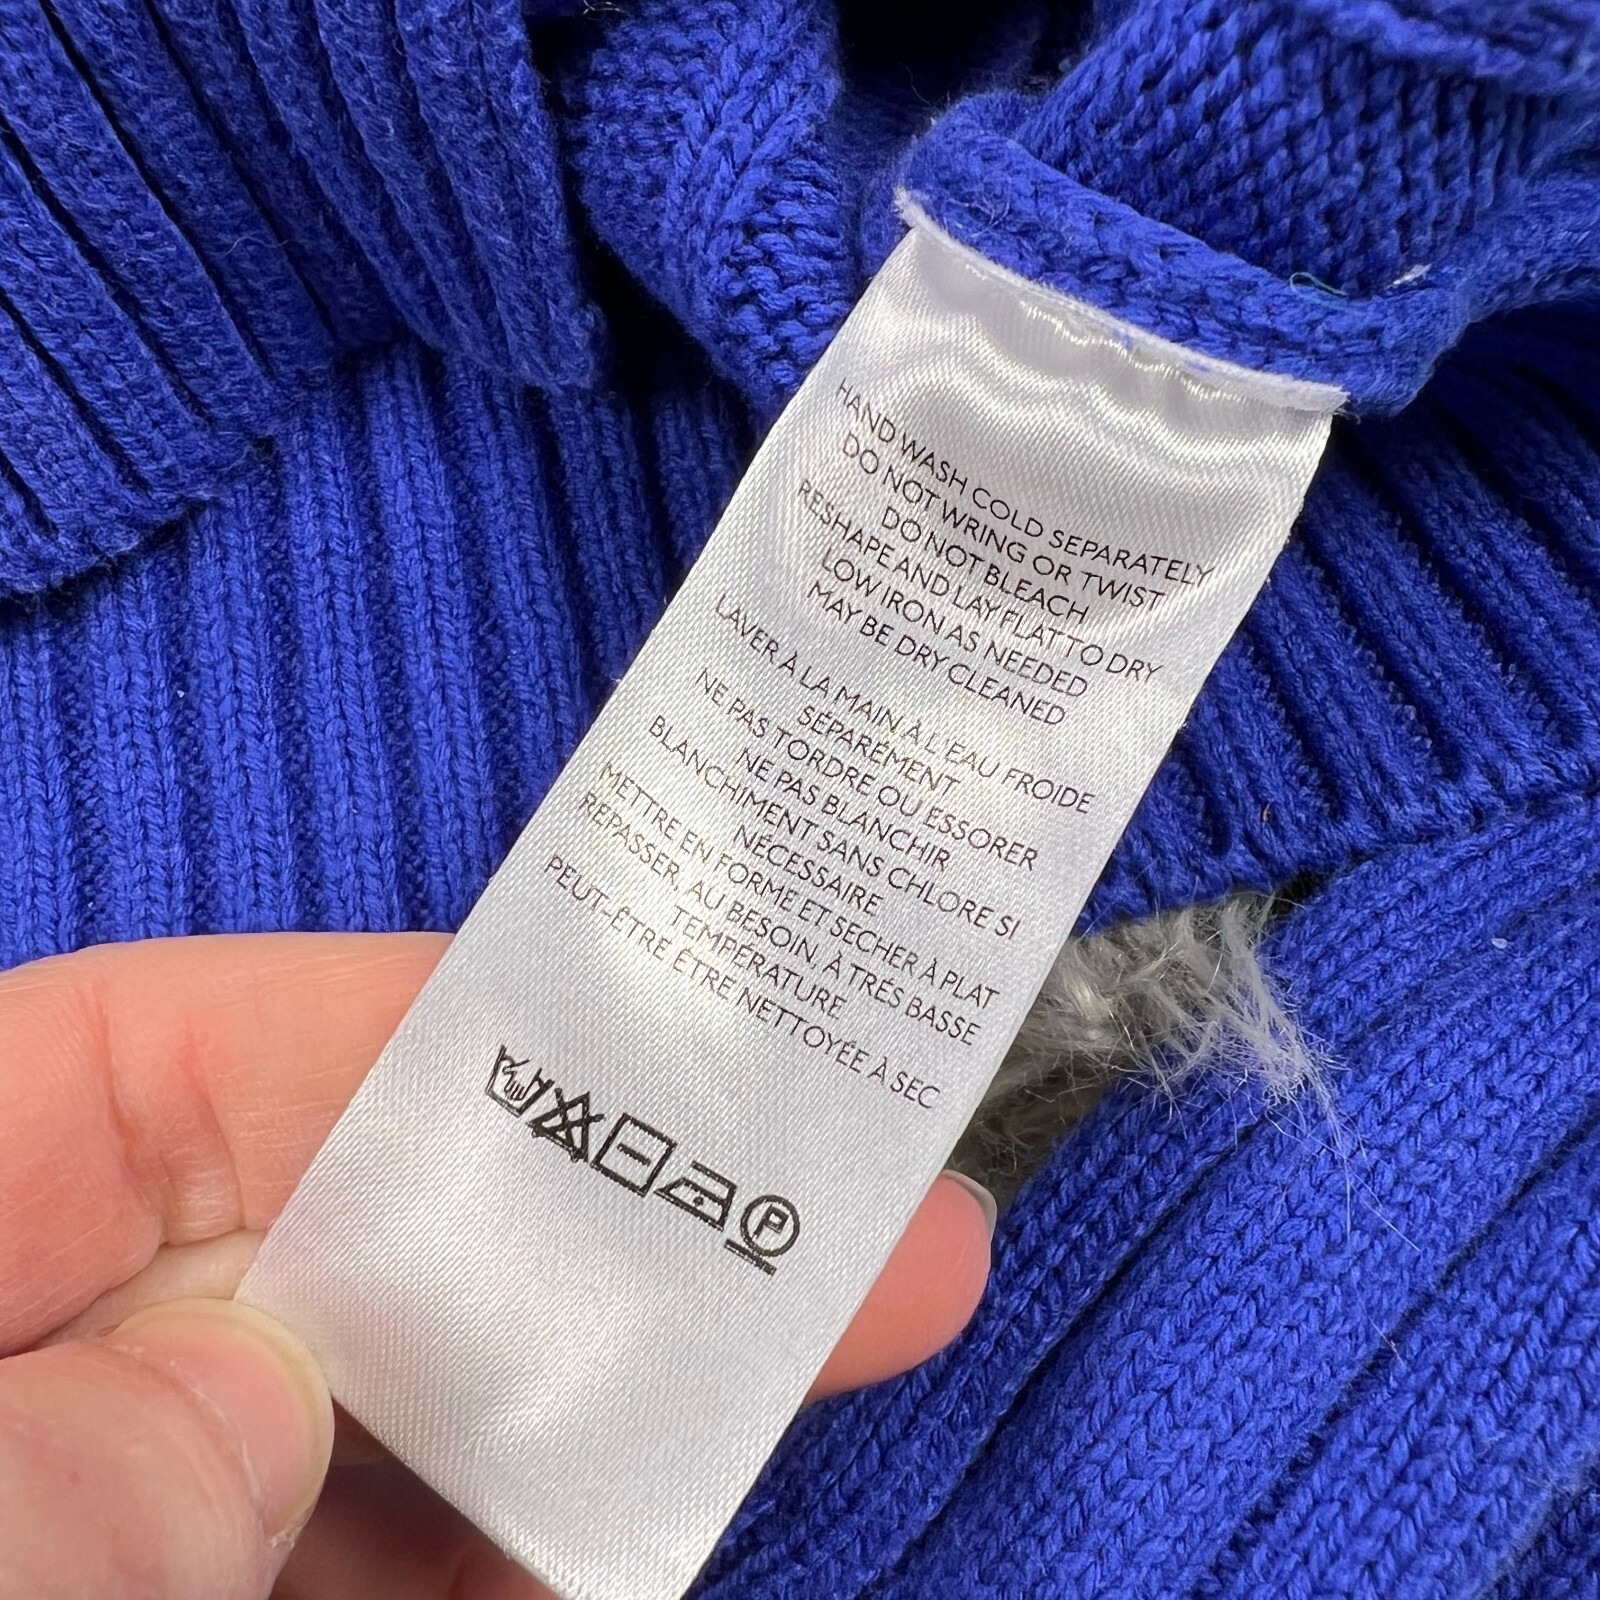 HAND WASH COLD SEPARATELY
DO NOT WRING OR TWIST
DO NOT BLEACH
RESHAPE AND LAY FLAT TO DRY
LOW IRON AS NEEDED
MAY BE DRY CLEANED
LAVER À LA MAIN À L EAU FROIDE
SÉPARÉMENT
NE PAS TORDRE OU ESSORER
NE PAS BLANCHIR
BLANCHIMENT SANS CHLORE SI
NÉCESSAIRE
METTRE EN FORME ET SECHER À PLAT
REPASSER, AU BESOIN, À TRÈS BASSE
TEMPÉRATURE
PEUT-ÊTRE ÊTRE NETTOYÉE À SEC
P